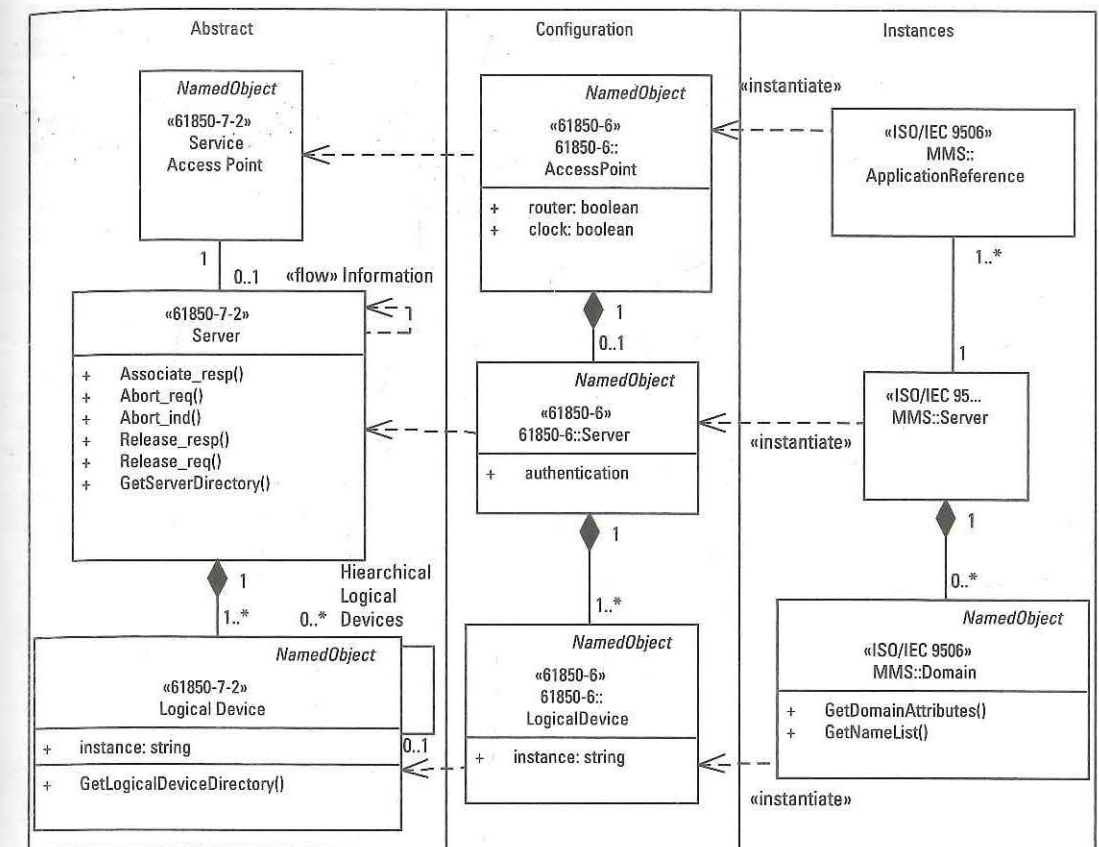 Abstract
NamedObject
«61850-7-2»
Service
Access Point
1
0..1
«flow» Information
«61850-7-2»
Server
+ Associate_resp()
+ Abort_req()
+ Abort_ind()
+ Release_resp()
+ Release_req()
+ GetServerDirectory()
1
1..*
0..*
Hiearchical
Logical
Devices
NamedObject
«61850-7-2»
Logical Device
+ instance: string
+ GetLogicalDeviceDirectory()
0..1
Configuration
NamedObject
«61850-6»
61850-6::
AccessPoint
+ router: boolean
+ clock: boolean
1
0..1
NamedObject
«61850-6»
61850-6::Server
+ authentication
1
1..*
NamedObject
«61850-6»
61850-6::
LogicalDevice
+ instance: string
Instances
«instantiate»
«ISO/IEC 9506»
MMS::
ApplicationReference
1..*
1
«ISO/IEC 95...
MMS::Server
«instantiate»
1
0..*
NamedObject
«ISO/IEC 9506»
MMS::Domain
+ GetDomainAttributes()
+ GetNameList()
«instantiate»